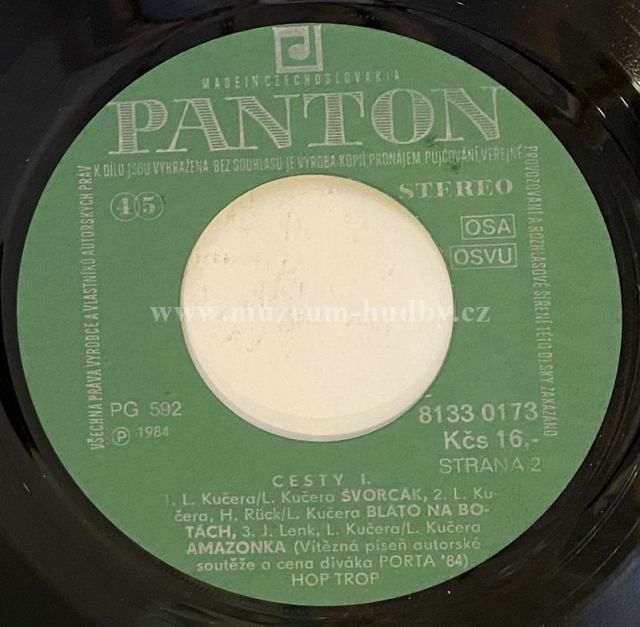 MADE IN CZECHOSLOVAKIA
PANTON
VŠECHNA PRÁVA VÝROBCE A VLASTNÍKŮ AUTORSKÝCH PRÁV
K DÍLU JSOU VYHRAŽENA BEZ SOUHLASU JE VÝROBA KOPIÍ, PRONÁJEM PŮJČOVÁNÍ, VEŘEJNÉ
PROVOZOVÁNÍ A ROZHLASOVÉ ŠÍŘENÍ TÉTO DESKY ZAKÁZÁNO
STEREO
45
OSA
OSVU
www.muzeum-hudby.cz
PG 592
Ⓟ 1984
8133 0173
Kčs 16,-
STRANA 2
CESTY I.
1. L. Kučera/L. Kučera ŠVORCÁK, 2. L. Ku-
čera, H. Rück/L. Kučera BLÁTO NA BO-
TÁCH, 3. J. Lenk, L. Kučera/L. Kučera
AMAZONKA (Vítězná píseň autorské
soutěže a cena diváka PORTA '84)
HOP TROP